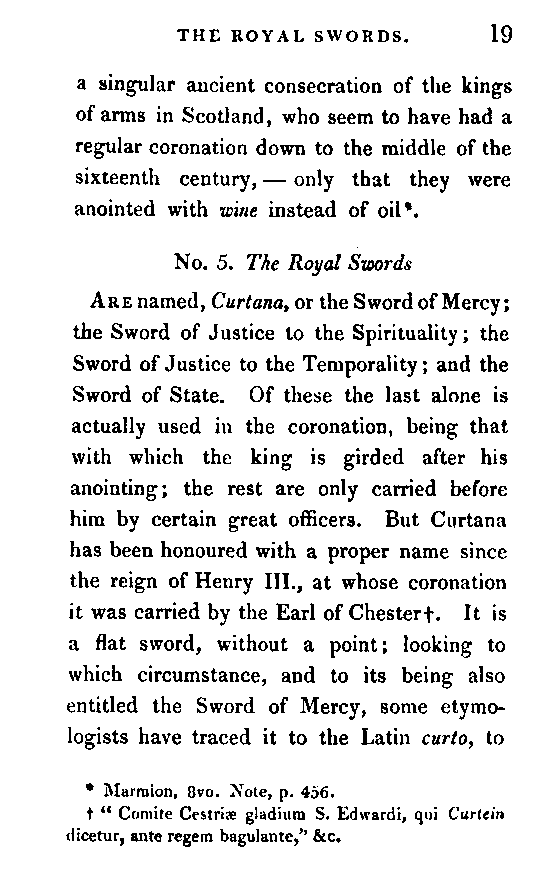 THE ROYAL SWORDS. 19
a singular ancient consecration of the kings
of arms in Scotland, who seem to have had a
regular coronation down to the middle of the
sixteenth century, — only that they were
anointed with wine instead of oil*.
No. 5. The Royal Swords
ARE named, Curtana, or the Sword of Mercy;
the Sword of Justice to the Spirituality; the
Sword of Justice to the Temporality; and the
Sword of State. Of these the last alone is
actually used in the coronation, being that
with which the king is girded after his
anointing; the rest are only carried before
him by certain great officers. But Curtana
has been honoured with a proper name since
the reign of Henry III., at whose coronation
it was carried by the Earl of Chester†. It is
a flat sword, without a point; looking to
which circumstance, and to its being also
entitled the Sword of Mercy, some etymo-
logists have traced it to the Latin curto, to
* Marmion, 8vo. Note, p. 456.
† “ Comite Cestriæ gladium S. Edwardi, qui Curtein
dicetur, ante regem bagulante,” &c.